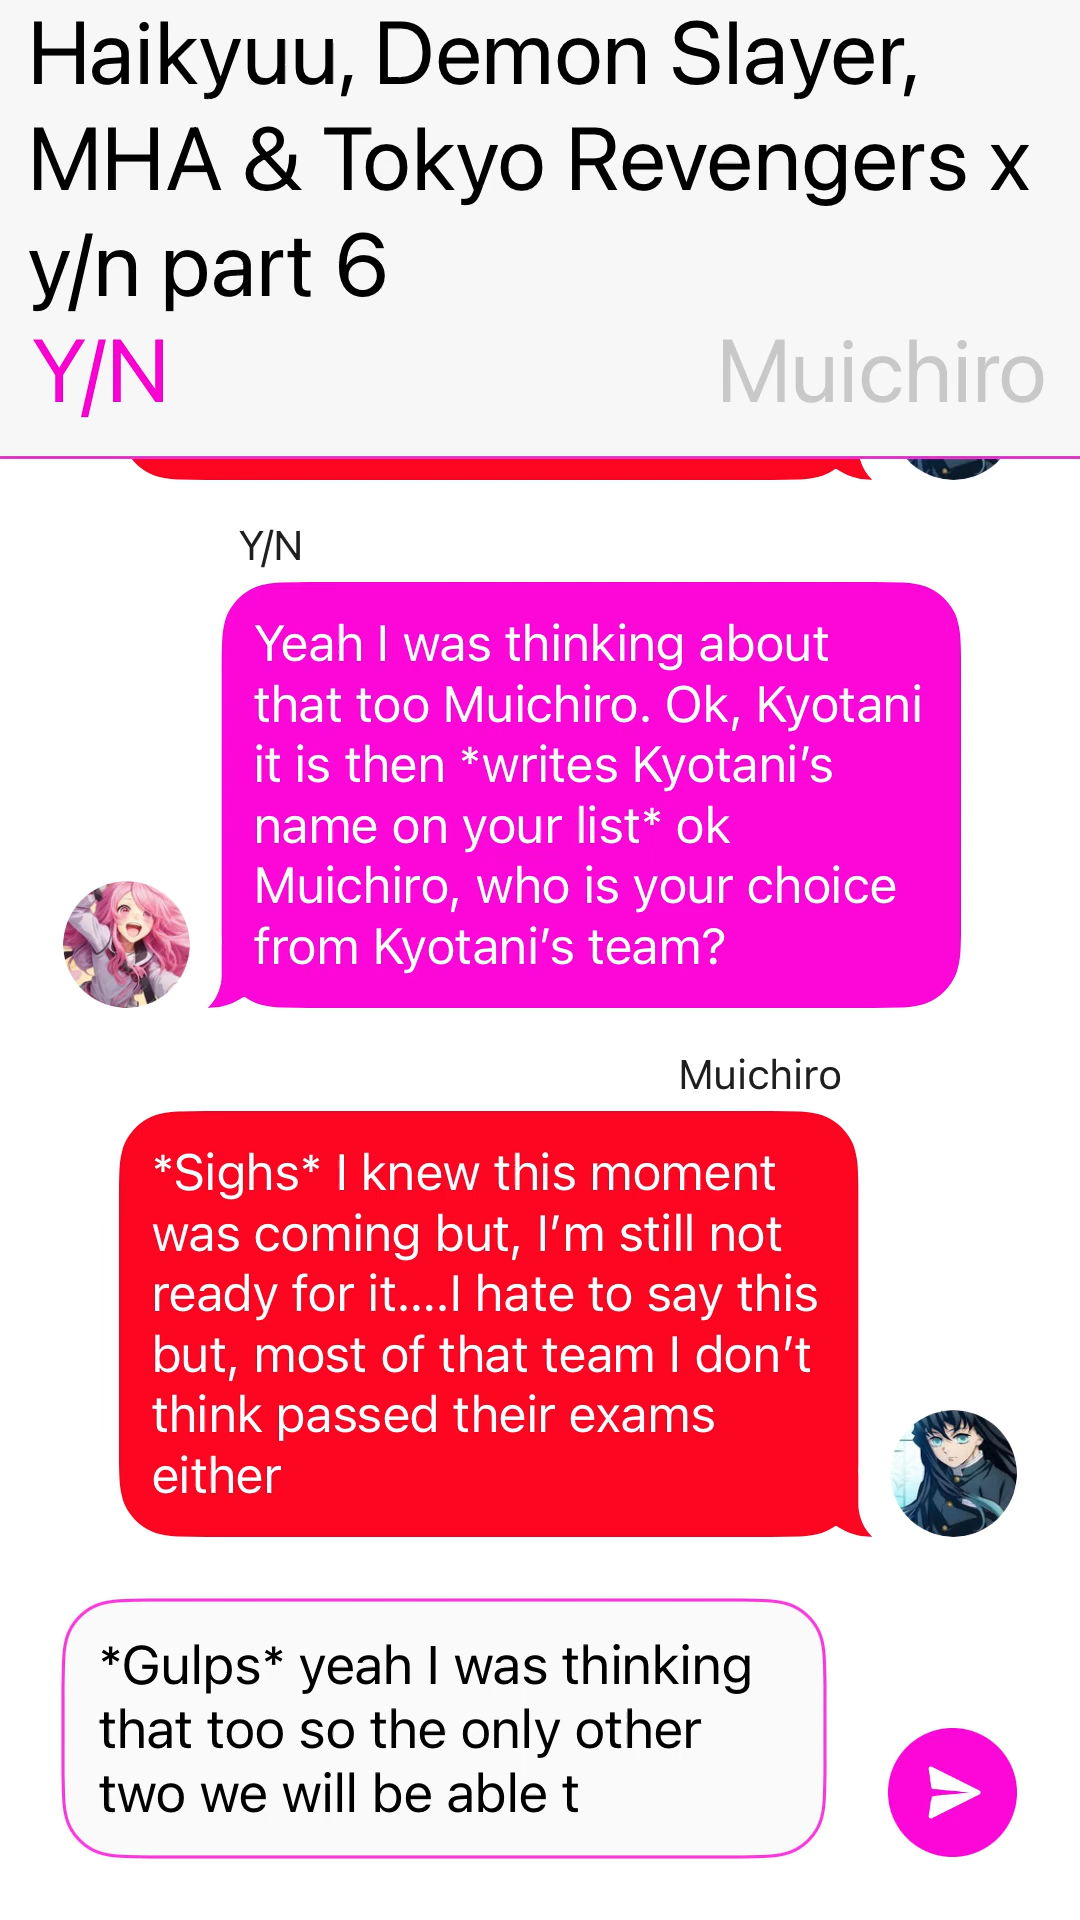 Haikyuu, Demon Slayer,
MHA & Tokyo Revengers x
y/n part 6
Y/N
Muichiro
Y/N
Yeah I was thinking about
that too Muichiro. Ok, Kyotani
it is then *writes Kyotani’s
name on your list* ok
Muichiro, who is your choice
from Kyotani’s team?
Muichiro
*Sighs* I knew this moment
was coming but, I’m still not
ready for it....I hate to say this
but, most of that team I don’t
think passed their exams
either
*Gulps* yeah I was thinking
that too so the only other
two we will be able t